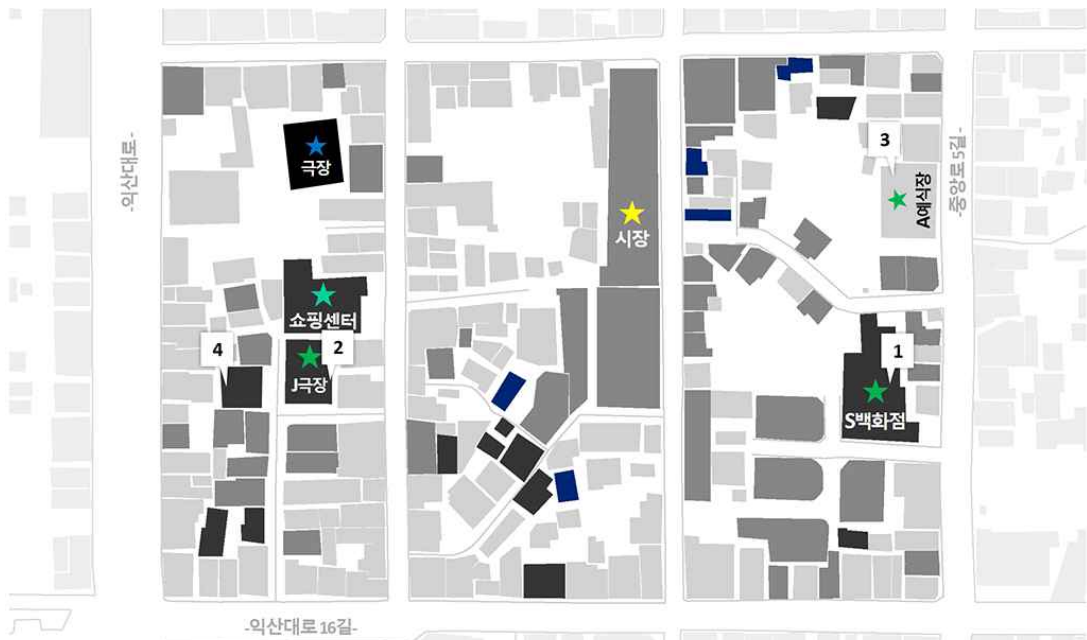 극장
3
-익산대로-
-중앙로 5길-
A예식장
시장
쇼핑센터
4
2
1
J극장
S백화점
-익산대로 16길-